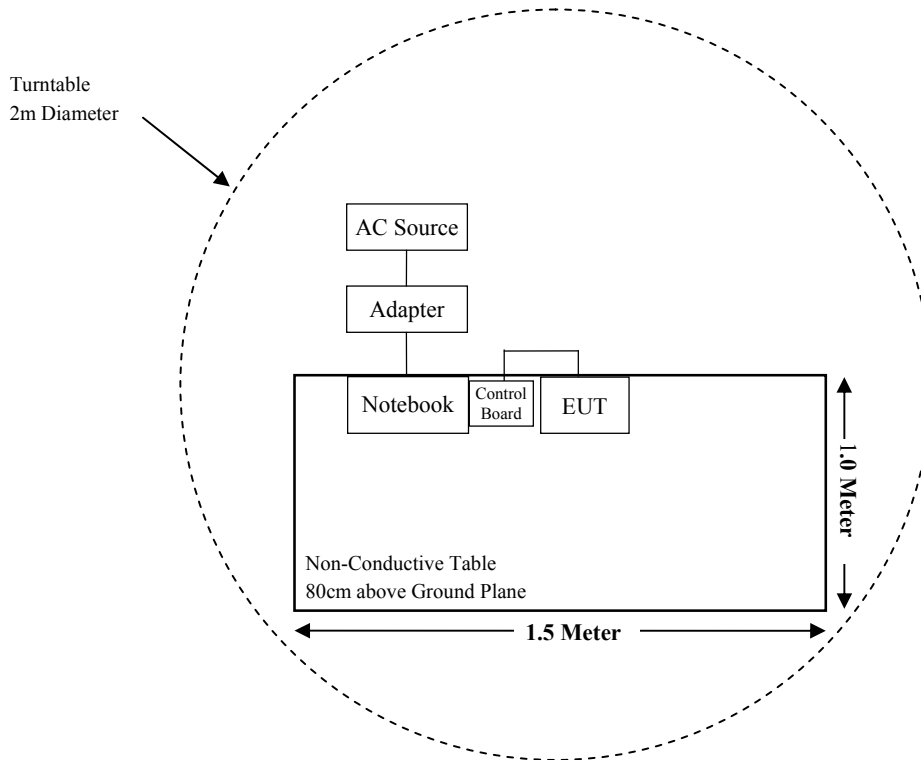 Turntable
2m Diameter
AC Source
Adapter
Notebook
Control
Board
EUT
1.0 Meter
Non-Conductive Table
80cm above Ground Plane
1.5 Meter